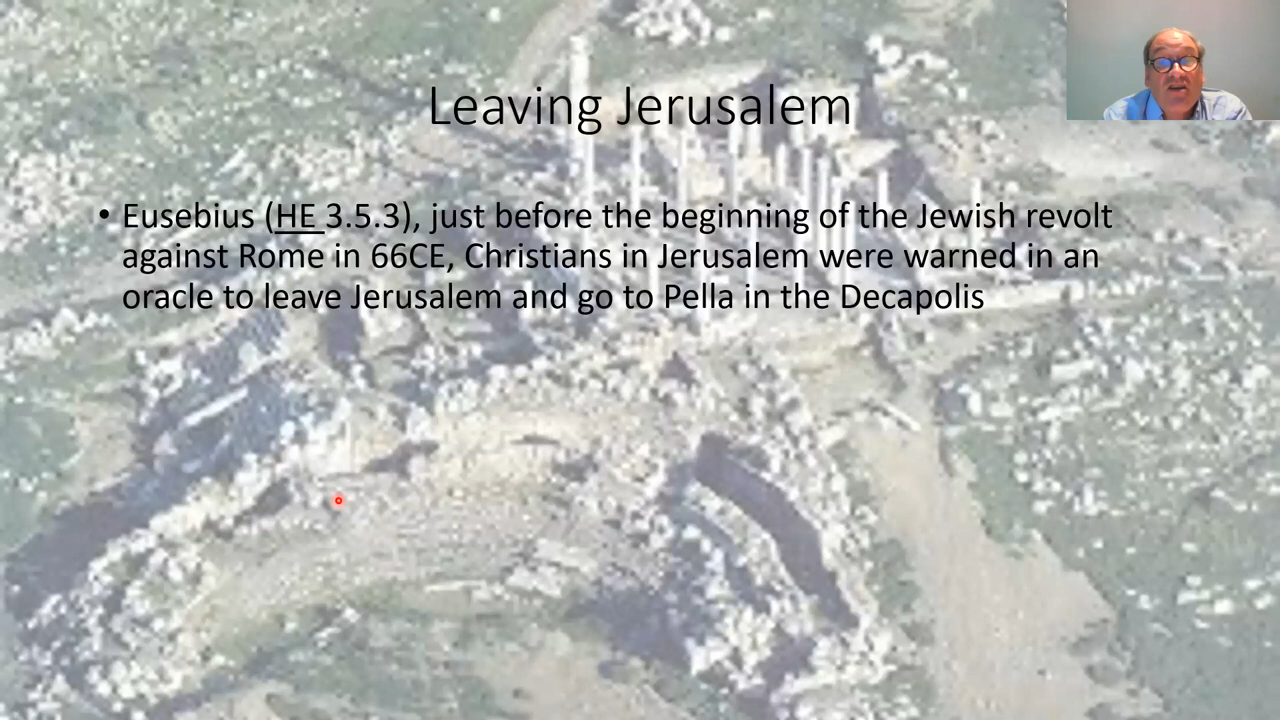 Leaving Jerusalem
• Eusebius (HE 3.5.3), just before the beginning of the Jewish revolt
against Rome in 66CE, Christians in Jerusalem were warned in an
oracle to leave Jerusalem and go to Pella in the Decapolis